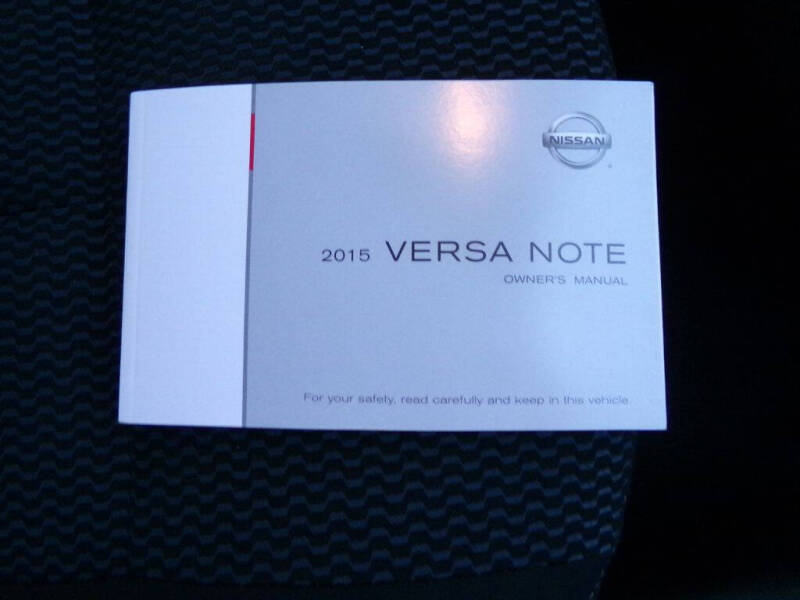 NISSAN
2015 VERSA NOTE
OWNER'S MANUAL
For your safety, read carefully and keep in this vehicle.